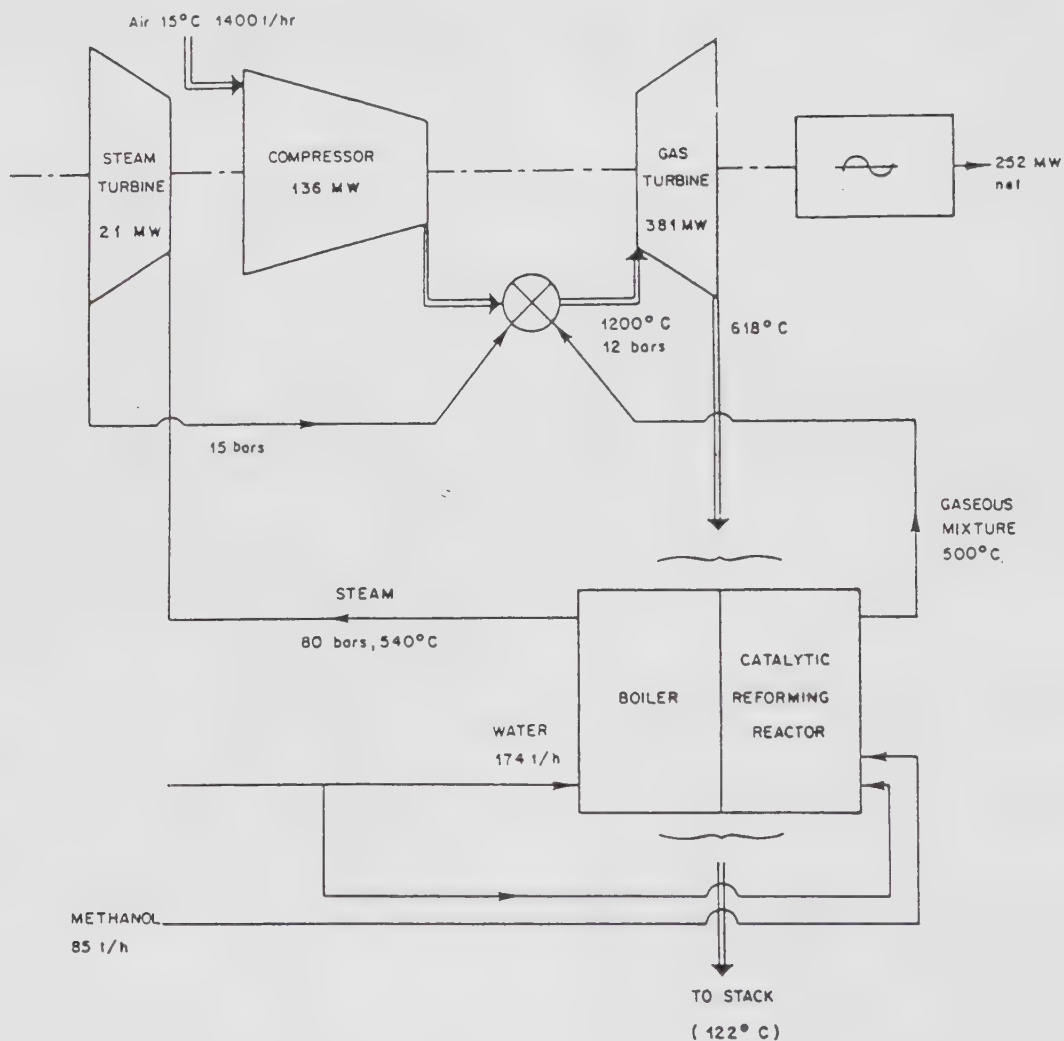 Air 15°C 1400 t/hr
STEAM
TURBINE
21 MW
COMPRESSOR
136 MW
GAS
TURBINE
381 MW
252 MW
net
1200° C
12 bars
618° C
15 bars
GASEOUS
MIXTURE
500°C
STEAM
80 bars, 540°C
BOILER
CATALYTIC
REFORMING
REACTOR
WATER
174 t/h
METHANOL
85 t/h
TO STACK
( 122° C )